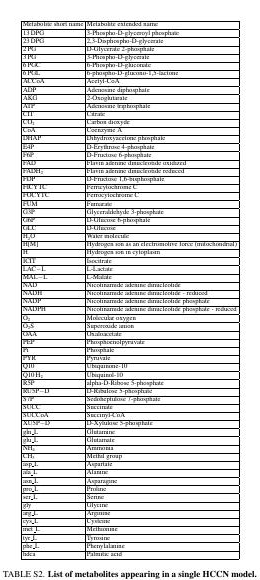 Metabolite short name Metabolite extended name
13DPG 3-Phospho-D-glyceroyl phosphate
23DPG 2,3-Disphospho-D-glycerate
2PG D-Glycerate 2-phosphate
3PG 3-Phospho-D-glycerate
6PGC 6-Phospho-D-gluconate
6PGL 6-phospho-D-glucono-1,5-lactone
ACCoA Acetyl-CoA
ADP Adenosine diphosphate
AKG 2-Oxoglutarate
ATP Adenosine triphosphate
CIT Citrate
CO₂ Carbon dioxide
CoA Coenzyme A
DHAP Dihydroxyacetone phosphate
E4P D-Erythrose 4-phosphate
F6P D-Fructose 6-phosphate
FAD Flavin adenine dinucleotide oxidized
FADH₂ Flavin adenine dinucleotide reduced
FDP D-Fructose 1,6-bisphosphate
FICYTC Ferricytochrome C
FOCYTC Ferrocytochrome C
FUM Fumarate
G3P Glyceraldehyde 3-phosphate
G6P D-Glucose 6-phosphate
GLC D-Glucose
H₂O Water molecule
H[M] Hydrogen ion as an electromotive force (mitochondrial)
H Hydrogen ion in cytoplasm
ICIT Isocitrate
LAC−L L-Lactate
MAL−L L-Malate
NAD Nicotinamide adenine dinucleotide
NADH Nicotinamide adenine dinucleotide - reduced
NADP Nicotinamide adenine dinucleotide phosphate
NADPH Nicotinamide adenine dinucleotide phosphate - reduced
O₂ Molecular oxygen
O₂S Superoxide anion
OAA Oxaloacetate
PEP Phosphoenolpyruvate
Pi Phosphate
PYR Pyruvate
Q10 Ubiquinone-10
Q10H₂ Ubiquinol-10
R5P alpha-D-Ribose 5-phosphate
RU5P−D D-Ribulose 5-phosphate
S7P Sedoheptulose 7-phosphate
SUCC Succinate
SUCCoA Succinyl-CoA
XU5P−D D-Xylulose 5-phosphate
gln_L Glutamine
glu_L Glutamate
NH₃ Ammonia
CH₃ Methyl group
asp_L Aspartate
ala_L Alanine
asn_L Asparagine
pro_L Proline
ser_L Serine
gly Glycine
arg_L Arginine
cys_L Cysteine
met_L Methionine
tyr_L Tyrosine
phe_L Phenylalanine
hdca Palmitic acid
TABLE S2. List of metabolites appearing in a single HCCN model.